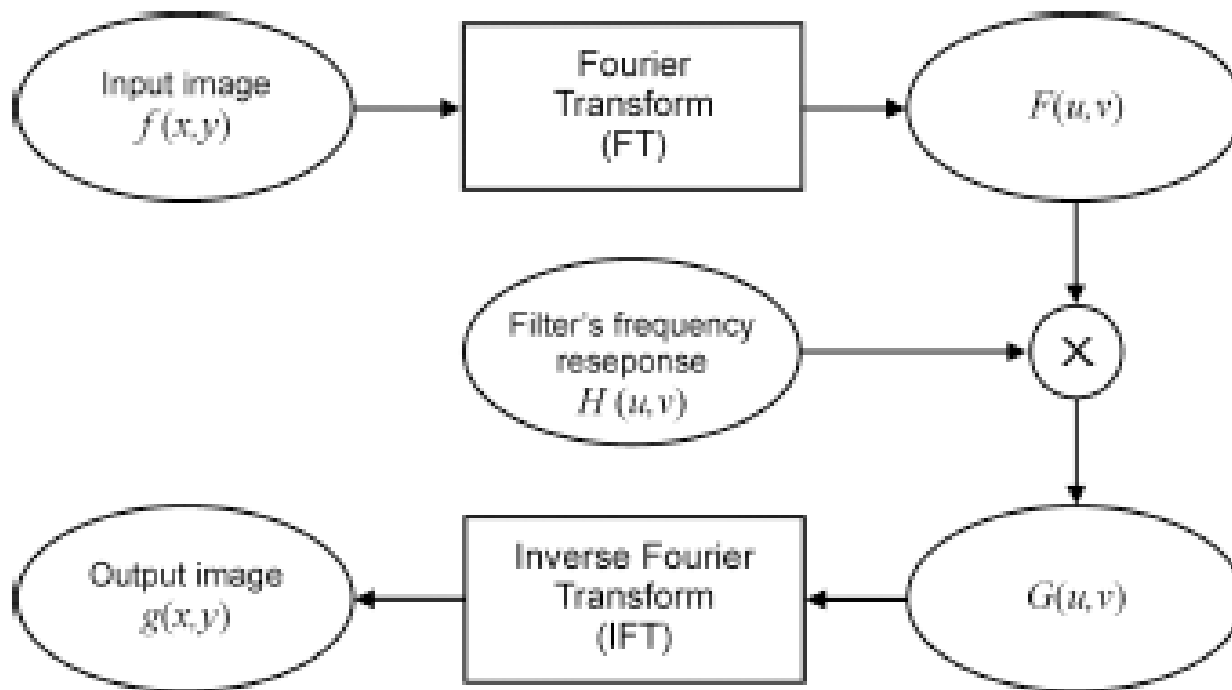 Input image
f(x,y)
Fourier
Transform
(FT)
F(u,v)
Filter's frequency
reseponse
H (u,v)
×
Output image
g(x,y)
Inverse Fourier
Transform
(IFT)
G(u,v)